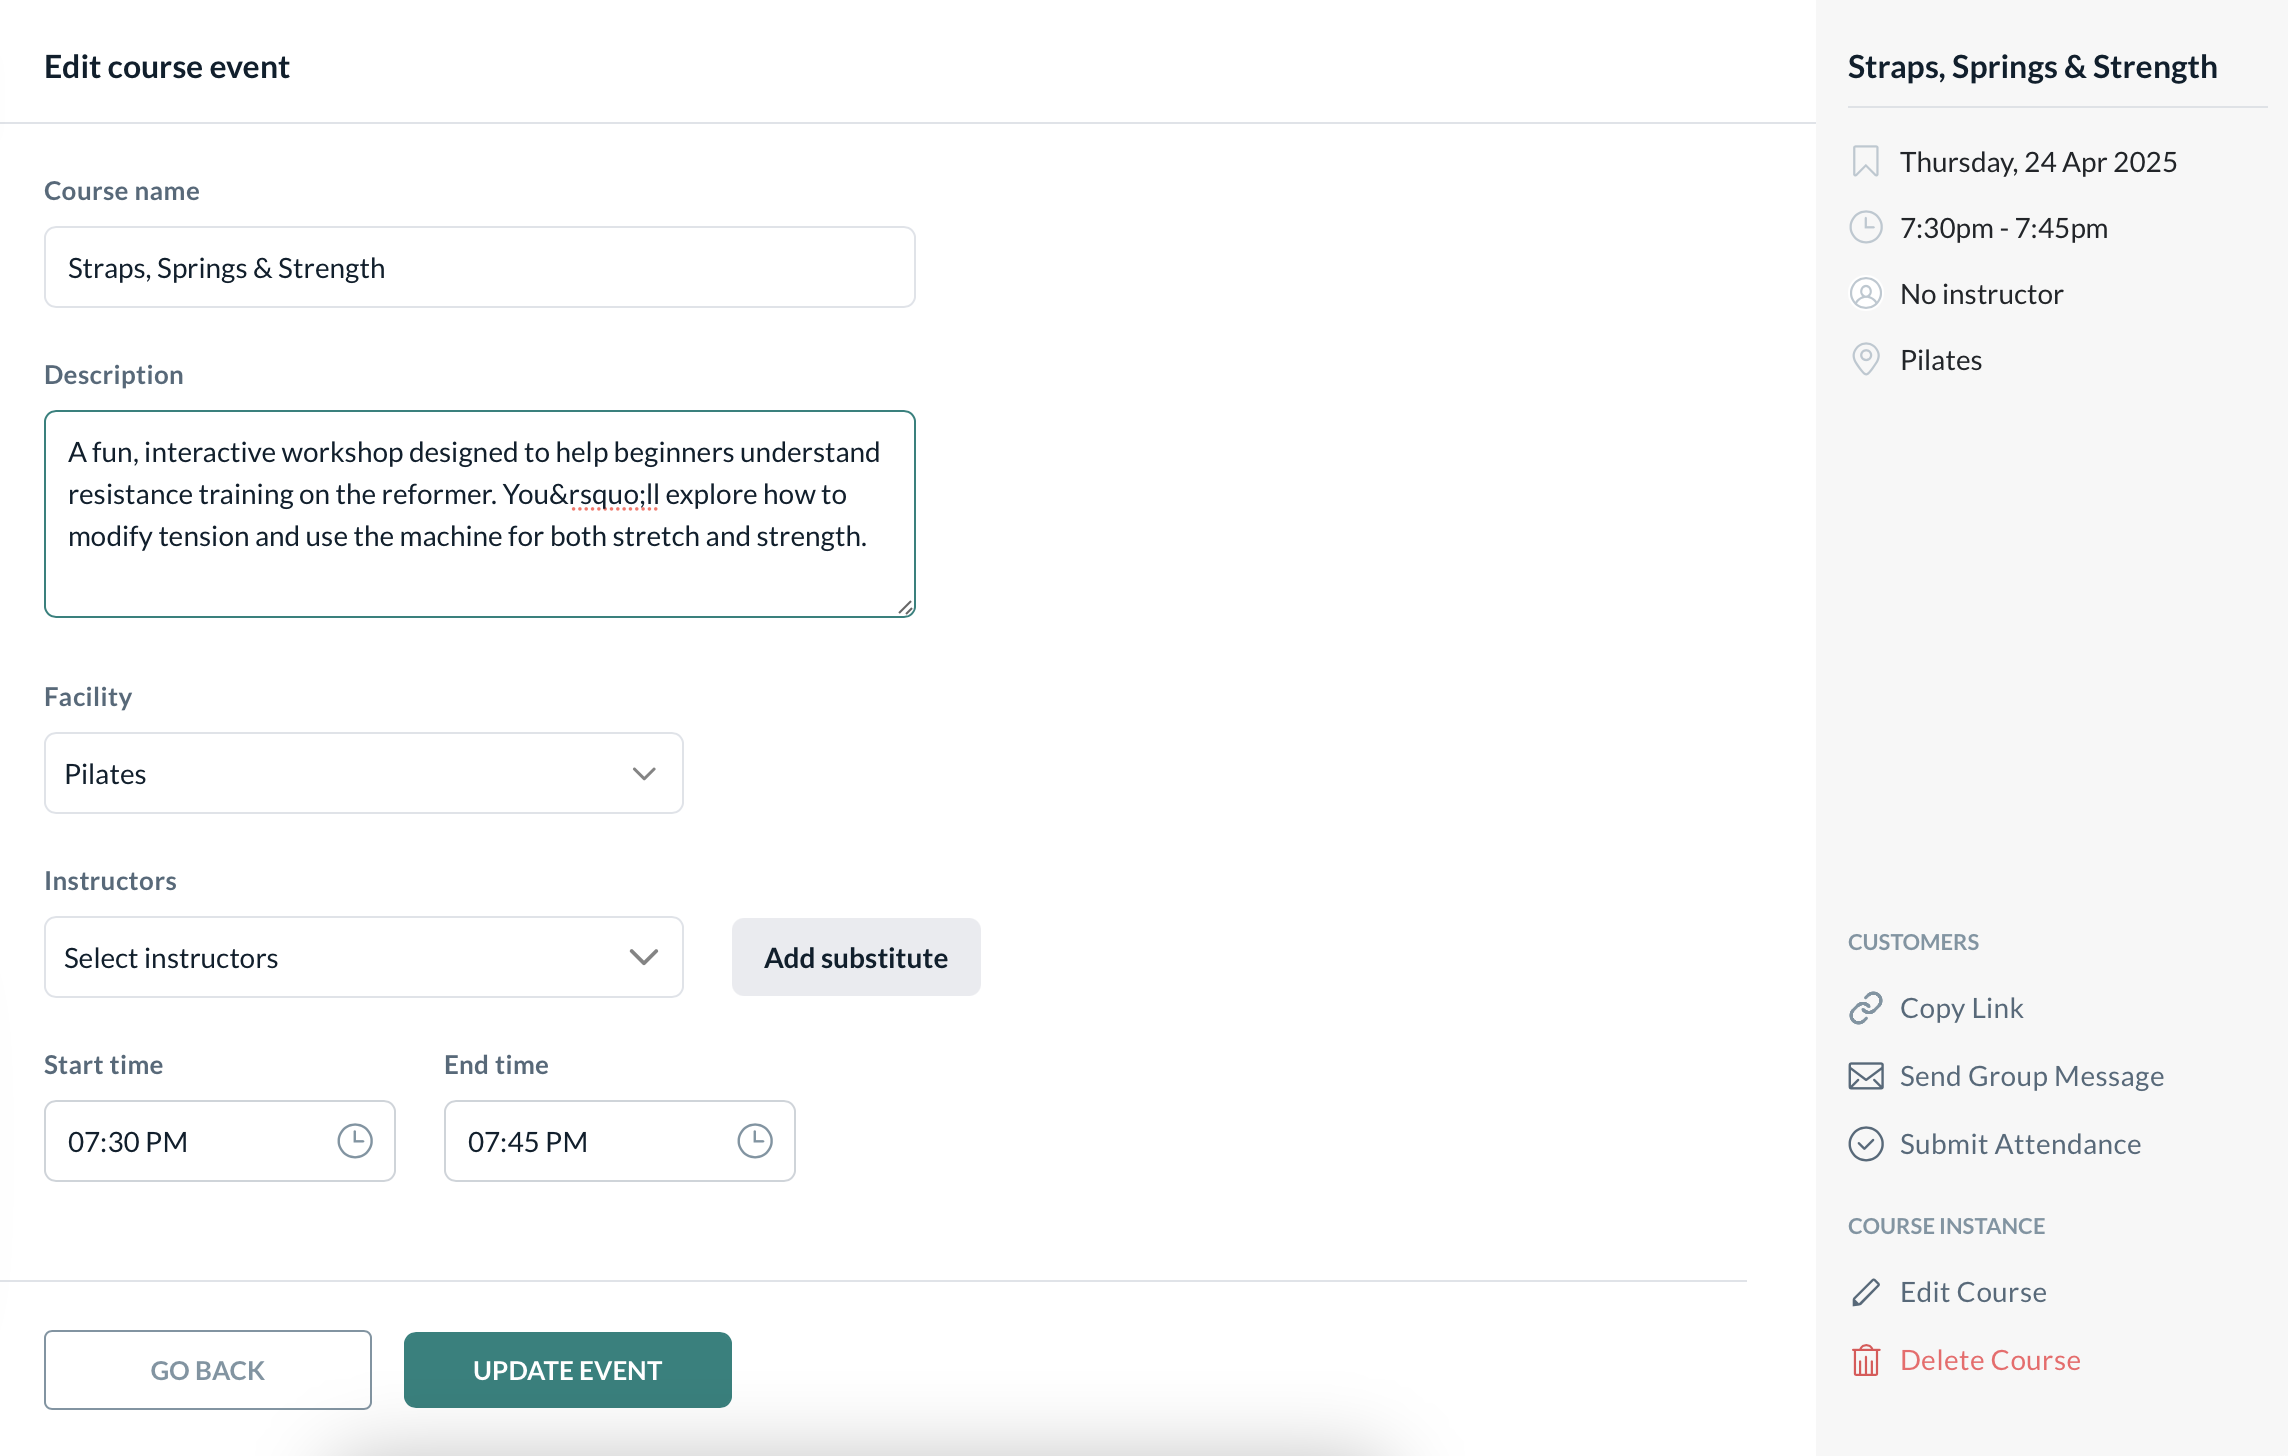 Edit course event
Course name
Straps, Springs & Strength
Description
A fun, interactive workshop designed to help beginners understand
resistance training on the reformer. You&rsquo;ll explore how to
modify tension and use the machine for both stretch and strength.
Facility
Pilates
Instructors
Select instructors
Add substitute
Start time
End time
07:30 PM
07:45 PM
GO BACK
UPDATE EVENT
Straps, Springs & Strength
Thursday, 24 Apr 2025
7:30pm - 7:45pm
No instructor
Pilates
CUSTOMERS
Copy Link
Send Group Message
Submit Attendance
COURSE INSTANCE
Edit Course
Delete Course